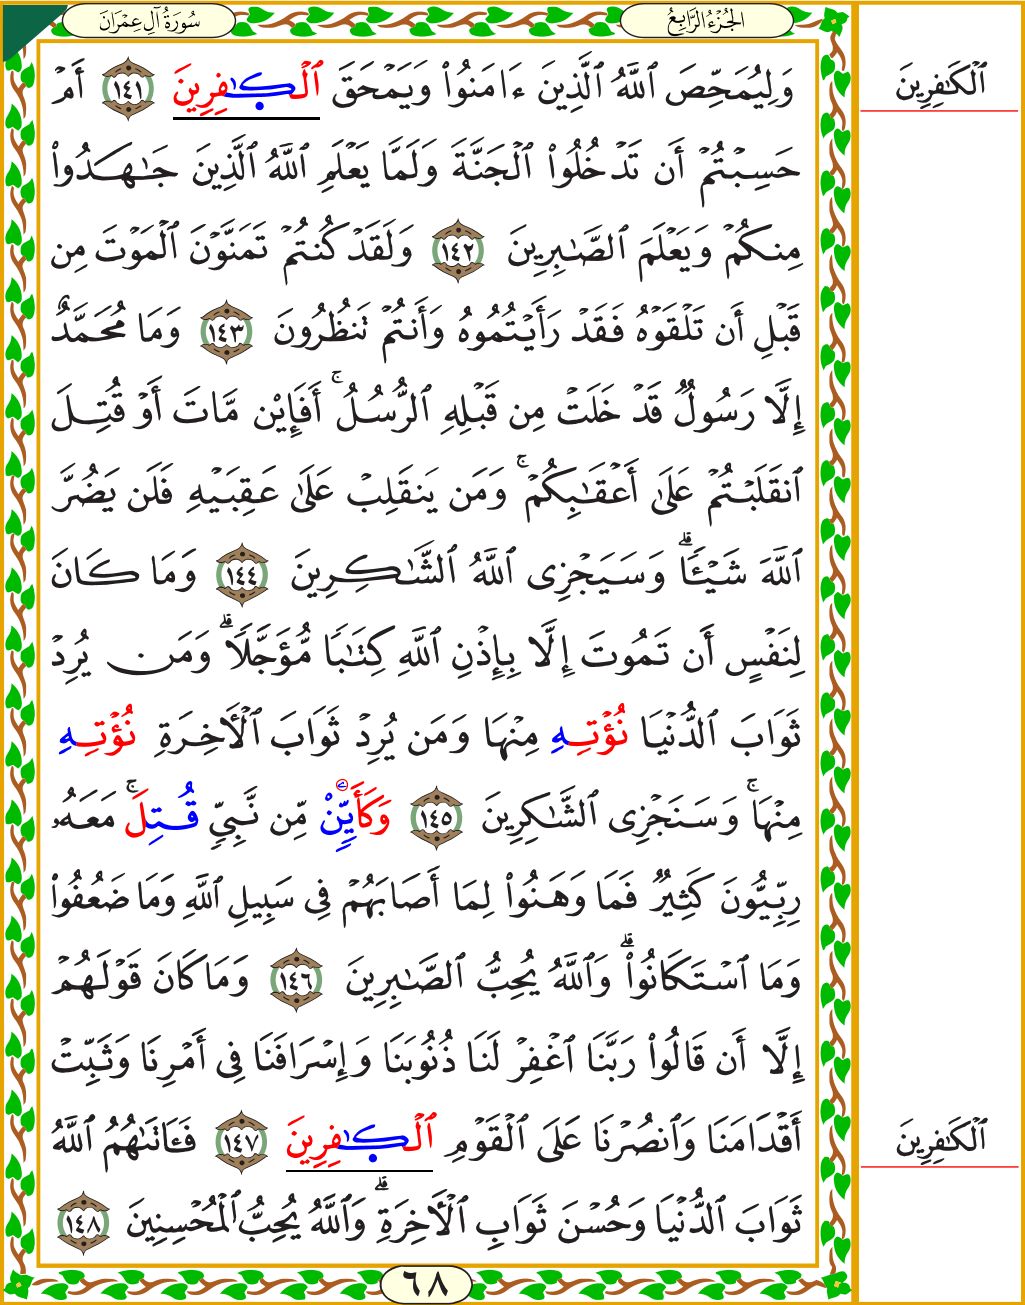 سُورَةُ آلِ عِمْرَانَ
الجُزْءُ الرَّابِعُ
وَلِيُمَحِّصَ ٱللَّهُ ٱلَّذِينَ ءَامَنُوا۟ وَيَمْحَقَ ٱلْكَـٰفِرِينَ ١٤١ أَمْ
ٱلْكَـٰفِرِينَ
حَسِبْتُمْ أَن تَدْخُلُوا۟ ٱلْجَنَّةَ وَلَمَّا يَعْلَمِ ٱللَّهُ ٱلَّذِينَ جَـٰهَدُوا۟
مِنكُمْ وَيَعْلَمَ ٱلصَّـٰبِرِينَ ١٤٢ وَلَقَدْ كُنتُمْ تَمَنَّوْنَ ٱلْمَوْتَ مِن
قَبْلِ أَن تَلْقَوْهُ فَقَدْ رَأَيْتُمُوهُ وَأَنتُمْ تَنظُرُونَ ١٤٣ وَمَا مُحَمَّدٌ
إِلَّا رَسُولٌ قَدْ خَلَتْ مِن قَبْلِهِ ٱلرُّسُلُ ۚ أَفَإِيْن مَّاتَ أَوْ قُتِلَ
ٱنقَلَبْتُمْ عَلَىٰ أَعْقَـٰبِكُمْ ۚ وَمَن يَنقَلِبْ عَلَىٰ عَقِبَيْهِ فَلَن يَضُرَّ
ٱللَّهَ شَيْـًٔا ۗ وَسَيَجْزِى ٱللَّهُ ٱلشَّـٰكِرِينَ ١٤٤ وَمَا كَانَ
لِنَفْسٍ أَن تَمُوتَ إِلَّا بِإِذْنِ ٱللَّهِ كِتَـٰبًا مُّؤَجَّلًا ۗ وَمَن يُرِدْ
ثَوَابَ ٱلدُّنْيَا نُؤْتِهِ مِنْهَا وَمَن يُرِدْ ثَوَابَ ٱلْـَٔاخِرَةِ نُؤْتِهِ
مِنْهَا ۚ وَسَنَجْزِى ٱلشَّـٰكِرِينَ ١٤٥ وَكَأَيِّنْ مِّن نَّبِىٍّ قُتِلَ ۚ مَعَهُۥ
رِبِّيُّونَ كَثِيرٌ فَمَا وَهَنُوا۟ لِمَا أَصَابَهُمْ فِى سَبِيلِ ٱللَّهِ وَمَا ضَعُفُوا۟
وَمَا ٱسْتَكَانُوا۟ ۗ وَٱللَّهُ يُحِبُّ ٱلصَّـٰبِرِينَ ١٤٦ وَمَا كَانَ قَوْلَهُمْ
إِلَّا أَن قَالُوا۟ رَبَّنَا ٱغْفِرْ لَنَا ذُنُوبَنَا وَإِسْرَافَنَا فِى أَمْرِنَا وَثَبِّتْ
أَقْدَامَنَا وَٱنصُرْنَا عَلَى ٱلْقَوْمِ ٱلْكَـٰفِرِينَ ١٤٧ فَـَٔاتَىٰهُمُ ٱللَّهُ
ٱلْكَـٰفِرِينَ
ثَوَابَ ٱلدُّنْيَا وَحُسْنَ ثَوَابِ ٱلْـَٔاخِرَةِ ۗ وَٱللَّهُ يُحِبُّ ٱلْمُحْسِنِينَ ١٤٨
٦٨